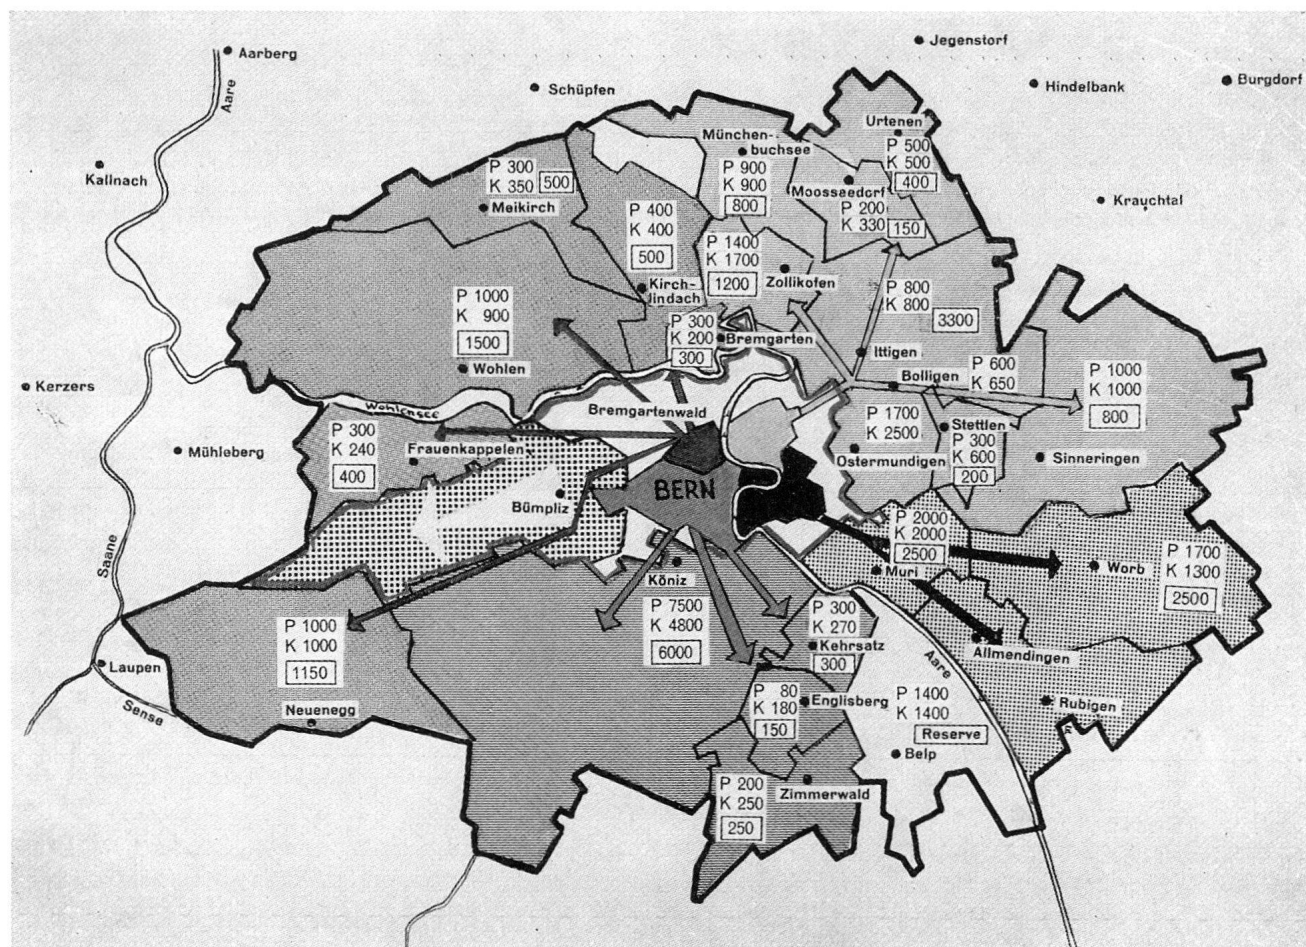 Aarberg
Aare
Jegenstorf
Schüpfen
Hindelbank
Burgdorf
Kallnach
Krauchtal
Urtenen
P 500
K 500
400
München-
buchsee
P 900
K 900
800
Moosseedorf
P 200
K 330
150
P 300
K 350
500
Meikirch
P 400
K 400
500
Kirch-
lindach
P 1400
K 1700
1200
Zollikofen
P 800
K 800
3300
Ittigen
P 1000
K 900
1500
Wohlen
P 300
K 200
300
Bremgarten
Bolligen
P 600
K 650
P 1000
K 1000
800
Kerzers
Wohlensee
Bremgartenwald
P 1700
K 2500
Ostermundigen
Stettlen
P 300
K 600
200
Sinneringen
Mühleberg
P 300
K 240
400
Frauenkappelen
Bümpliz
BERN
P 2000
K 2000
2500
Muri
P 1700
K 1300
2500
Worb
Saane
Köniz
P 7500
K 4800
6000
P 300
K 270
Kehrsatz
300
Allmendingen
Aare
P 1000
K 1000
1150
Neuenegg
Laupen
Sense
P 80
K 180
150
Englisberg
P 1400
K 1400
Reserve
Belp
Rubigen
P 200
K 250
250
Zimmerwald